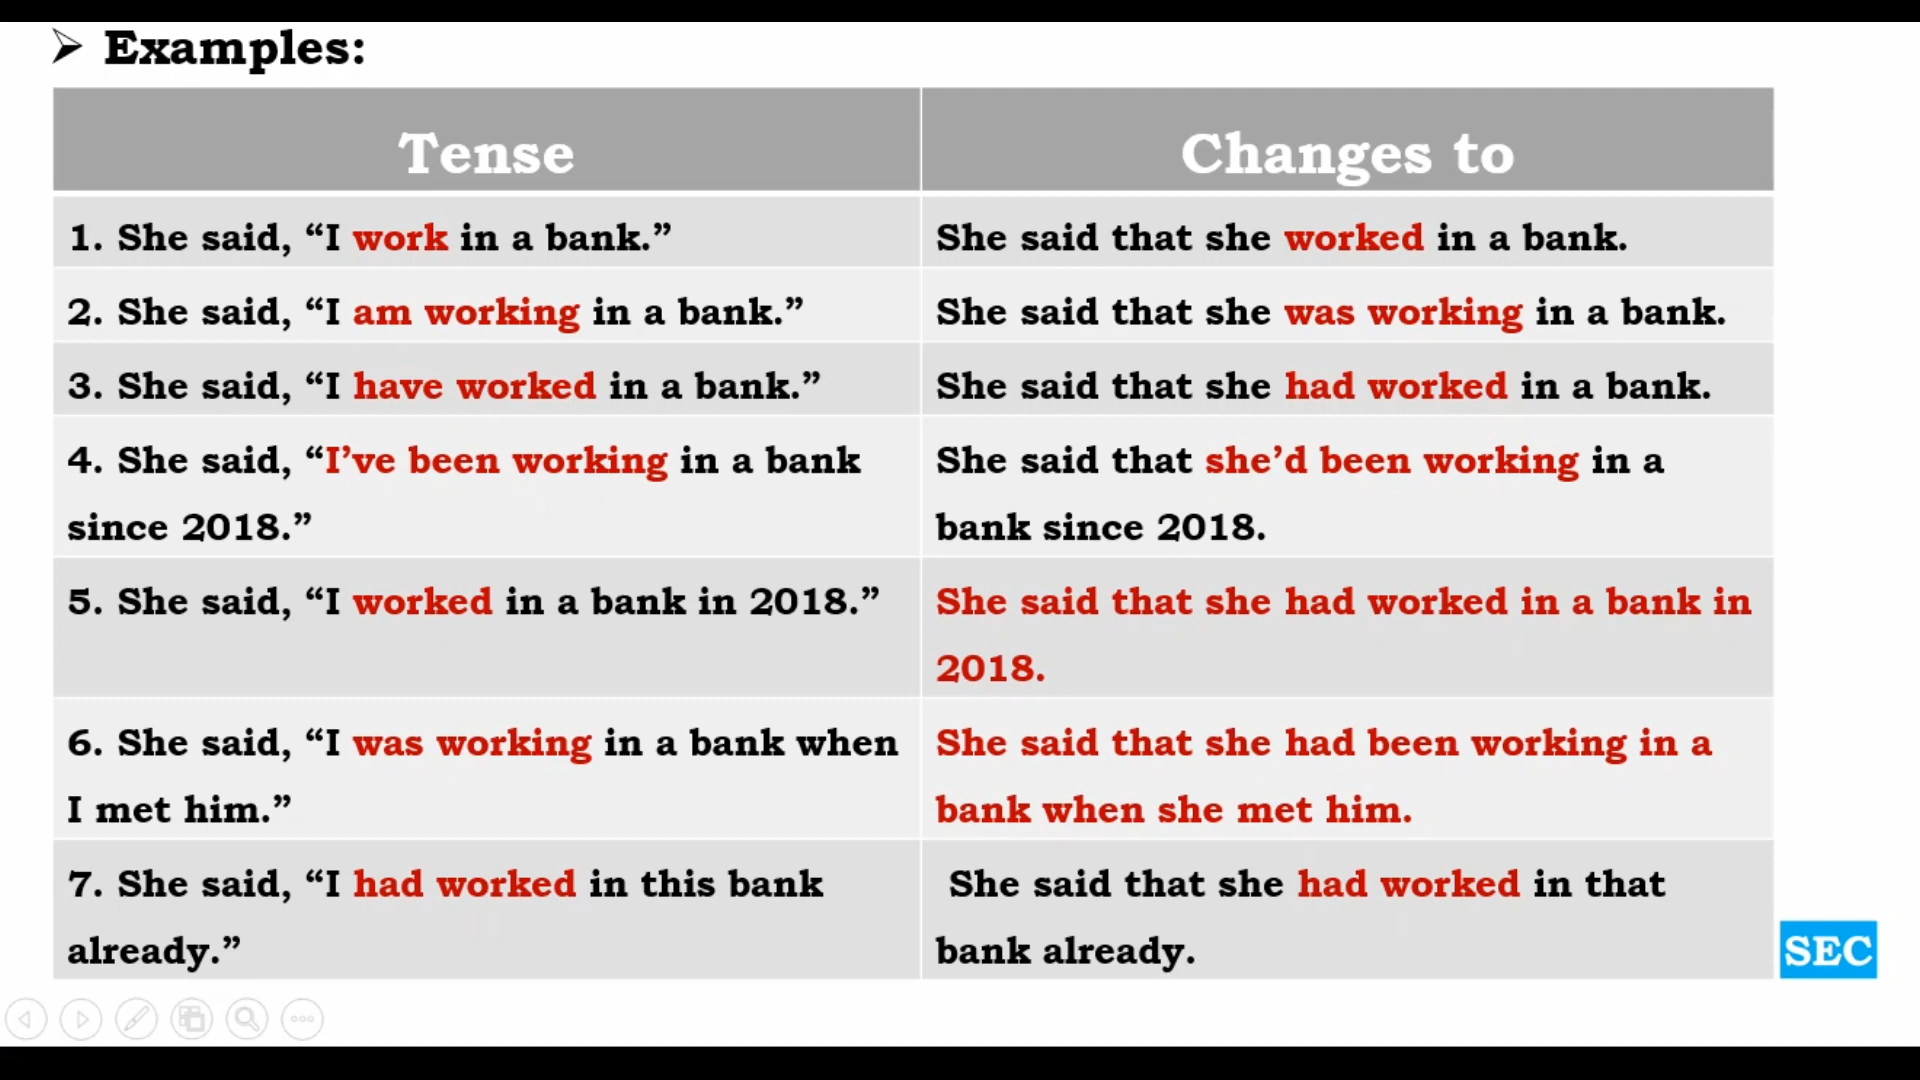 Examples:
Tense
Changes to
1. She said, “I work in a bank.”
She said that she worked in a bank.
2. She said, “I am working in a bank.”
She said that she was working in a bank.
3. She said, “I have worked in a bank.”
She said that she had worked in a bank.
4. She said, “I’ve been working in a bank
since 2018.”
She said that she’d been working in a
bank since 2018.
5. She said, “I worked in a bank in 2018.”
She said that she had worked in a bank in
2018.
6. She said, “I was working in a bank when
I met him.”
She said that she had been working in a
bank when she met him.
7. She said, “I had worked in this bank
already.”
She said that she had worked in that
bank already.
SEC